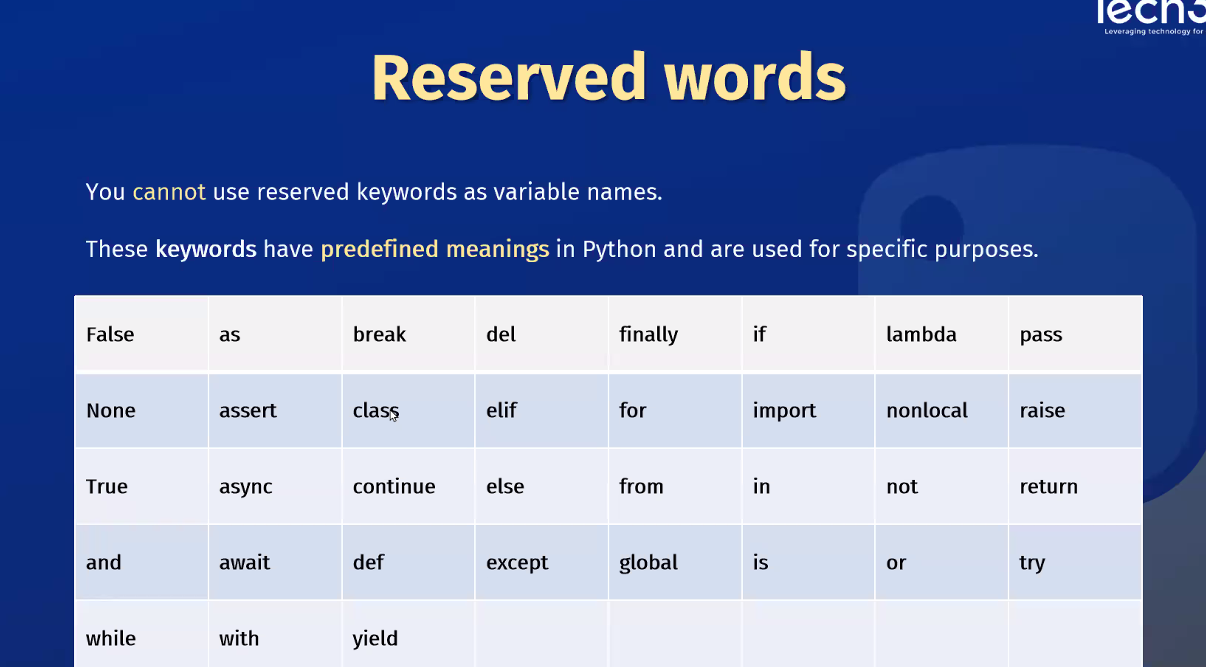 Tech3
Leveraging technology for
Reserved words
You cannot use reserved keywords as variable names.
These keywords have predefined meanings in Python and are used for specific purposes.
False as break del finally if lambda pass
None assert class elif for import nonlocal raise
True async continue else from in not return
and await def except global is or try
while with yield